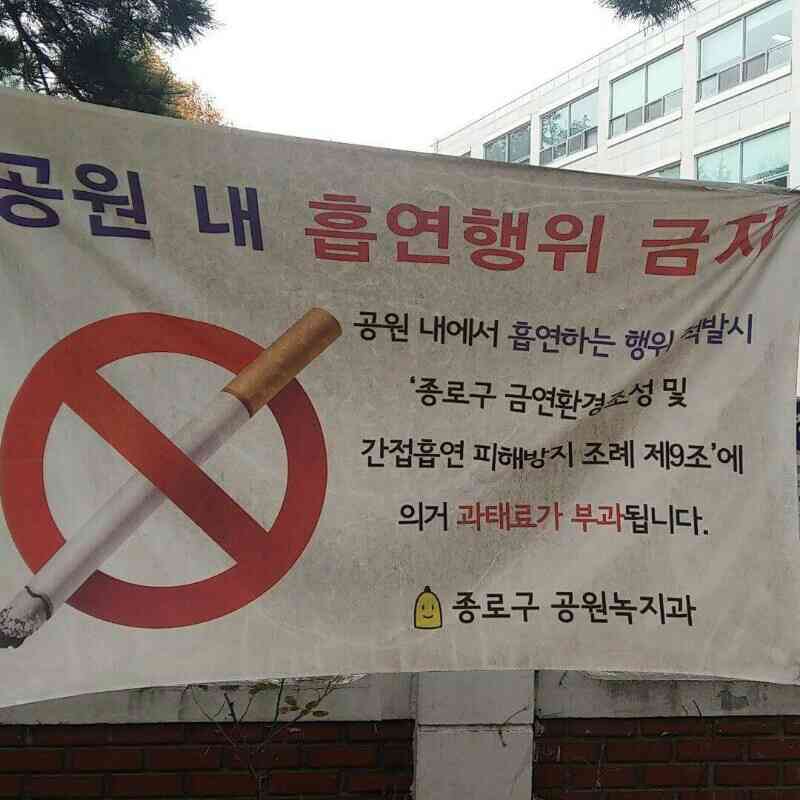 공원 내 흡연행위 금지
공원 내에서 흡연하는 행위 적발시
‘종로구 금연환경조성 및
간접흡연 피해방지 조례 제9조’에
의거 과태료가 부과됩니다.
종로구 공원녹지과